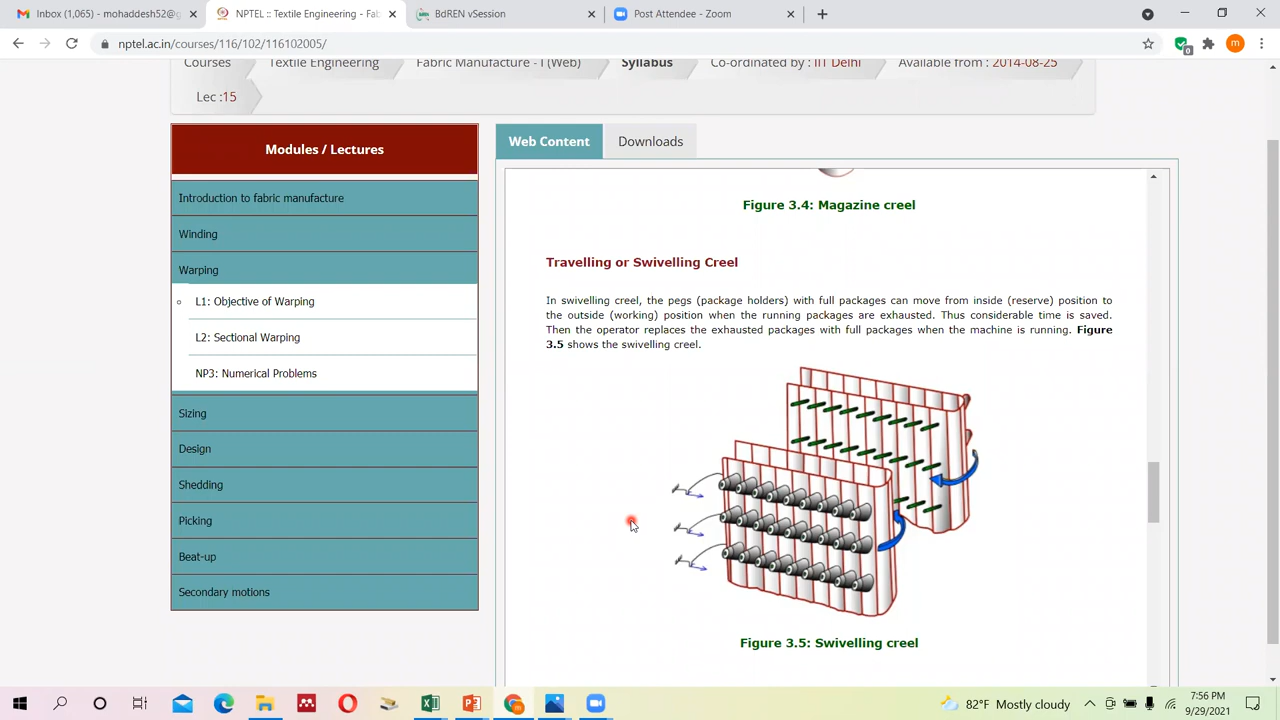 Inbox (1,065) - mohaddesh52@g
NPTEL :: Textile Engineering - Fab
BdREN vSession
Post Attendee - Zoom
nptel.ac.in/courses/116/102/116102005/
0
m
Courses
Textile Engineering
Fabric Manufacture - I (Web)
Syllabus
Co-ordinated by : IIT Delhi
Available from : 2014-08-25
Lec :15
Modules / Lectures
Introduction to fabric manufacture
Winding
Warping
L1: Objective of Warping
L2: Sectional Warping
NP3: Numerical Problems
Sizing
Design
Shedding
Picking
Beat-up
Secondary motions
Web Content
Downloads
Figure 3.4: Magazine creel
Travelling or Swivelling Creel
In swivelling creel, the pegs (package holders) with full packages can move from inside (reserve) position to
the outside (working) position when the running packages are exhausted. Thus considerable time is saved.
Then the operator replaces the exhausted packages with full packages when the machine is running. Figure
3.5 shows the swivelling creel.
Figure 3.5: Swivelling creel
82°F Mostly cloudy
7:56 PM
9/29/2021